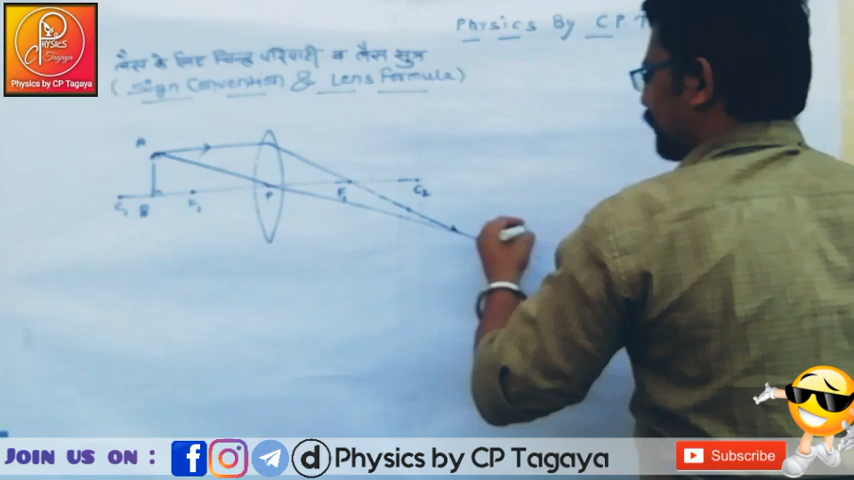 PHYSICS
C P Tagaya
Physics by CP Tagaya
Physics By C.P.T
लैंस के लिए चिन्ह परिपाटी व लैंस सूत्र
( Sign Convention & Lens Formula )
A
C1 B F1 P F2 C2
JOIN US ON : f d Physics by CP Tagaya Subscribe